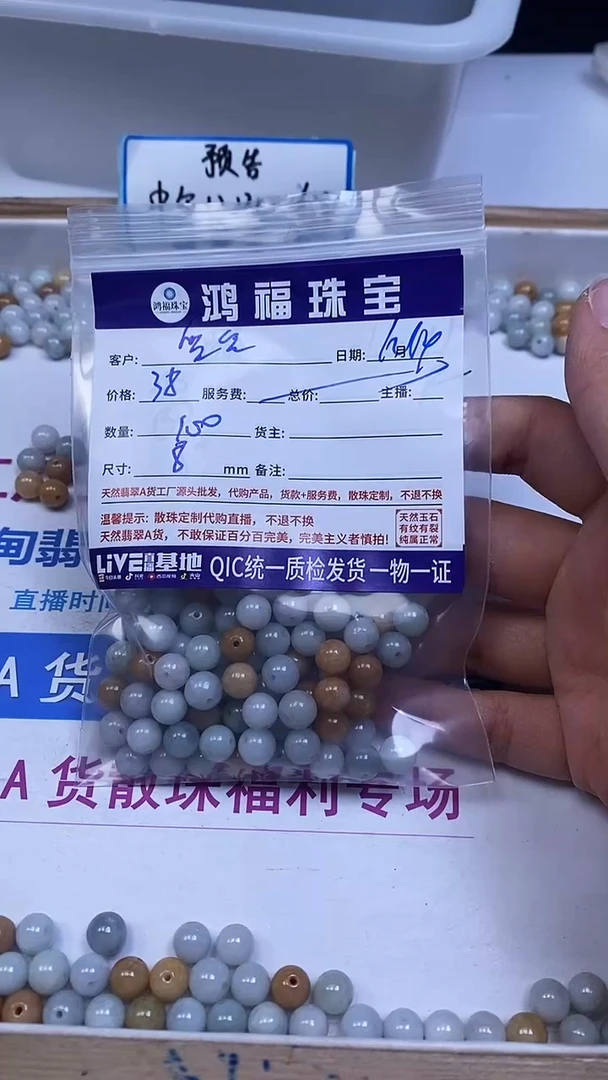 预告
鸿福珠宝
鸿福珠宝
客户: 日期: 月
价格: 38 服务费: 总价: 主播:
数量: 100 货主:
尺寸: 8 mm 备注:
天然翡翠A货工厂源头批发，代购产品，货款+服务费，散珠定制，不退不换
温馨提示: 散珠定制代购直播，不退不换
天然翡翠A货，不敢保证百分百完美，完美主义者慎拍!
天然玉石
有纹有裂
纯属正常
LiVE直播基地 QIC统一质检发货一物一证
甸翡
直播时间
A 货
A 货散珠福利专场